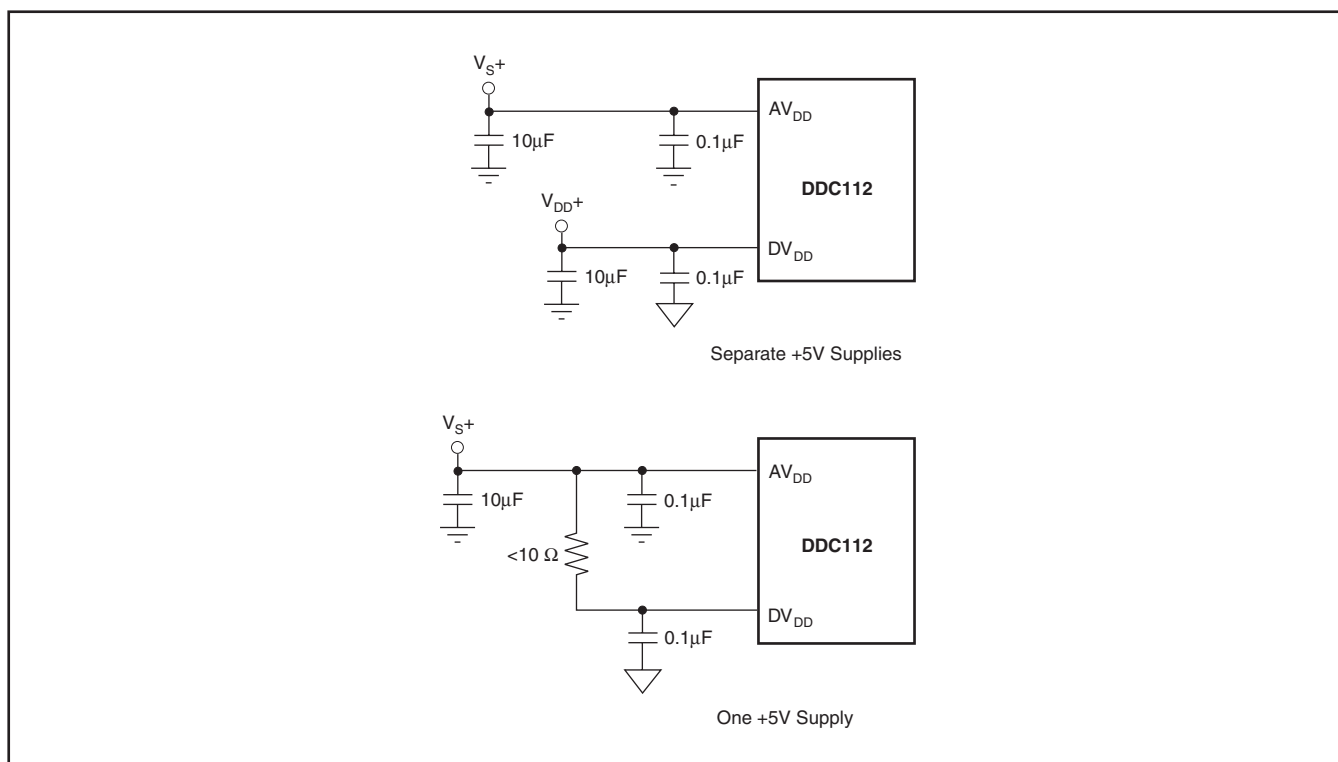 VS+
AVDD
10µF
0.1µF
DDC112
VDD+
DVDD
10µF
0.1µF
Separate +5V Supplies
VS+
AVDD
10µF
0.1µF
DDC112
<10 Ω
DVDD
0.1µF
One +5V Supply